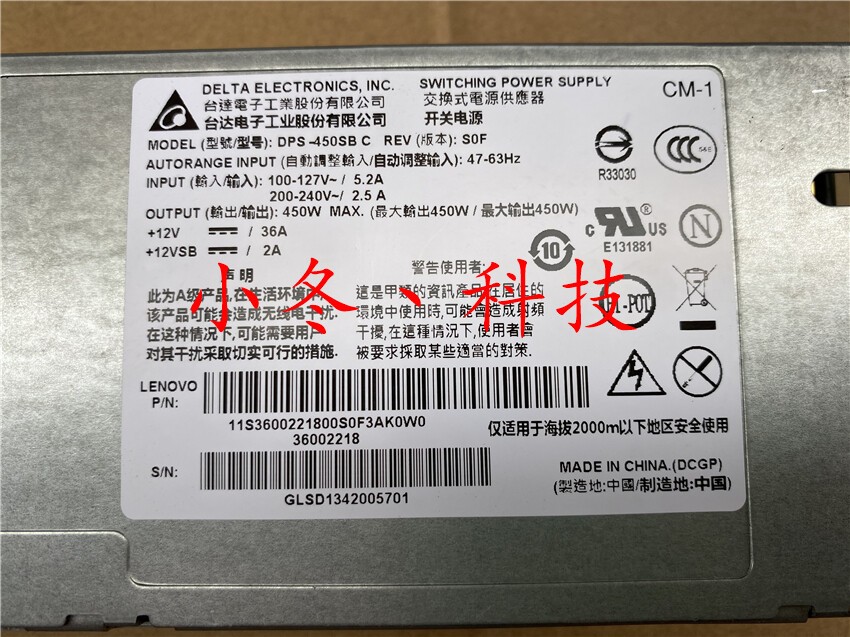 DELTA ELECTRONICS, INC. SWITCHING POWER SUPPLY CM-1
台達電子工業股份有限公司 交換式電源供應器
台达电子工业股份有限公司 开关电源
MODEL (型號/型号): DPS-450SB C REV (版本): S0F
AUTORANGE INPUT (自動調整輸入/自动调整输入): 47-63Hz
INPUT (輸入/输入): 100-127V~ / 5.2A
200-240V~ / 2.5 A
OUTPUT (輸出/输出): 450W MAX. (最大輸出450W / 最大输出450W)
+12V / 36A
+12VSB / 2A
R33030
CCC S&E
c RU ® US
E131881
N
10
HI-POT
声 明
此为A级产品,在生活环境中,
该产品可能会造成无线电干扰.
在这种情况下,可能需要用户
对其干扰采取切实可行的措施.
警告使用者:
這是甲類的資訊產品,在居住的
環境中使用時,可能會造成射頻
干擾,在這種情況下,使用者會
被要求採取某些適當的對策.
小冬、科技
LENOVO
P/N:
11S3600221800S0F3AK0W0
36002218
仅适用于海拔2000m以下地区安全使用
S/N:
GLSD1342005701
MADE IN CHINA.(DCGP)
(製造地:中國/制造地:中国)